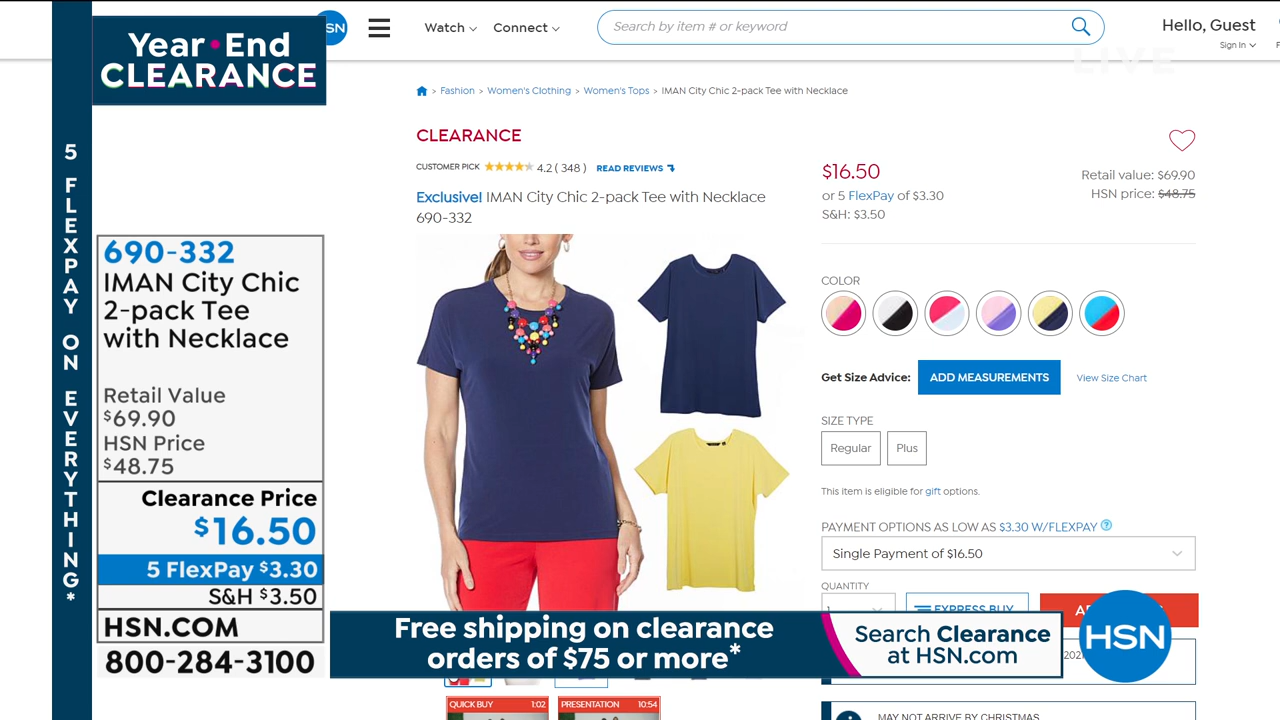 Year • End
CLEARANCE
5 FLEXPAY ON EVERYTHING*
690-332
IMAN City Chic
2-pack Tee
with Necklace
Retail Value
$69.90
HSN Price
$48.75
Clearance Price
$16.50
5 FlexPay $3.30
S&H $3.50
HSN.COM
800-284-3100
Watch
Connect
Search by item # or keyword
Hello, Guest
Sign In
LIVE
> Fashion > Women's Clothing > Women's Tops > IMAN City Chic 2-pack Tee with Necklace
CLEARANCE
CUSTOMER PICK 4.2 ( 348 ) READ REVIEWS
Exclusive! IMAN City Chic 2-pack Tee with Necklace
690-332
$16.50
or 5 FlexPay of $3.30
S&H: $3.50
Retail value: $69.90
HSN price: $48.75
COLOR
Get Size Advice: ADD MEASUREMENTS View Size Chart
SIZE TYPE
Regular Plus
This item is eligible for gift options.
PAYMENT OPTIONS AS LOW AS $3.30 W/FLEXPAY ?
Single Payment of $16.50
QUANTITY
1
EXPRESS BUY
Free shipping on clearance
orders of $75 or more*
Search Clearance
at HSN.com
HSN
QUICK BUY 1:02
PRESENTATION 10:54
MAY NOT ARRIVE BY CHRISTMAS